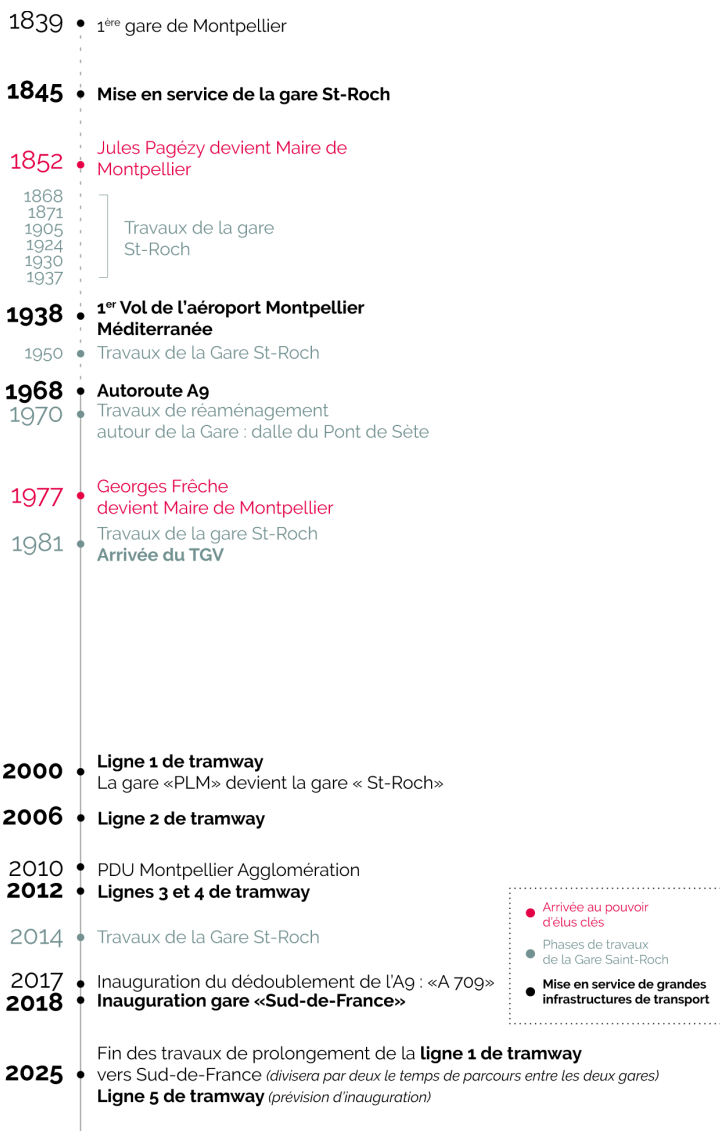 1839 1ère gare de Montpellier
1845 Mise en service de la gare St-Roch
1852 Jules Pagézy devient Maire de
Montpellier
1868
1871
1905
1924
1930
1937
Travaux de la gare
St-Roch
1938 1er Vol de l'aéroport Montpellier
Méditerranée
1950 Travaux de la Gare St-Roch
1968 Autoroute A9
1970 Travaux de réaménagement
autour de la Gare : dalle du Pont de Sète
1977 Georges Frêche
devient Maire de Montpellier
1981 Travaux de la gare St-Roch
Arrivée du TGV
2000 Ligne 1 de tramway
La gare «PLM» devient la gare « St-Roch»
2006 Ligne 2 de tramway
2010 PDU Montpellier Agglomération
2012 Lignes 3 et 4 de tramway
2014 Travaux de la Gare St-Roch
2017 Inauguration du dédoublement de l'A9 : «A 709»
2018 Inauguration gare «Sud-de-France»
2025 Fin des travaux de prolongement de la ligne 1 de tramway
vers Sud-de-France (divisera par deux le temps de parcours entre les deux gares)
Ligne 5 de tramway (prévision d'inauguration)
Arrivée au pouvoir
d'élus clés
Phases de travaux
de la Gare Saint-Roch
Mise en service de grandes
infrastructures de transport